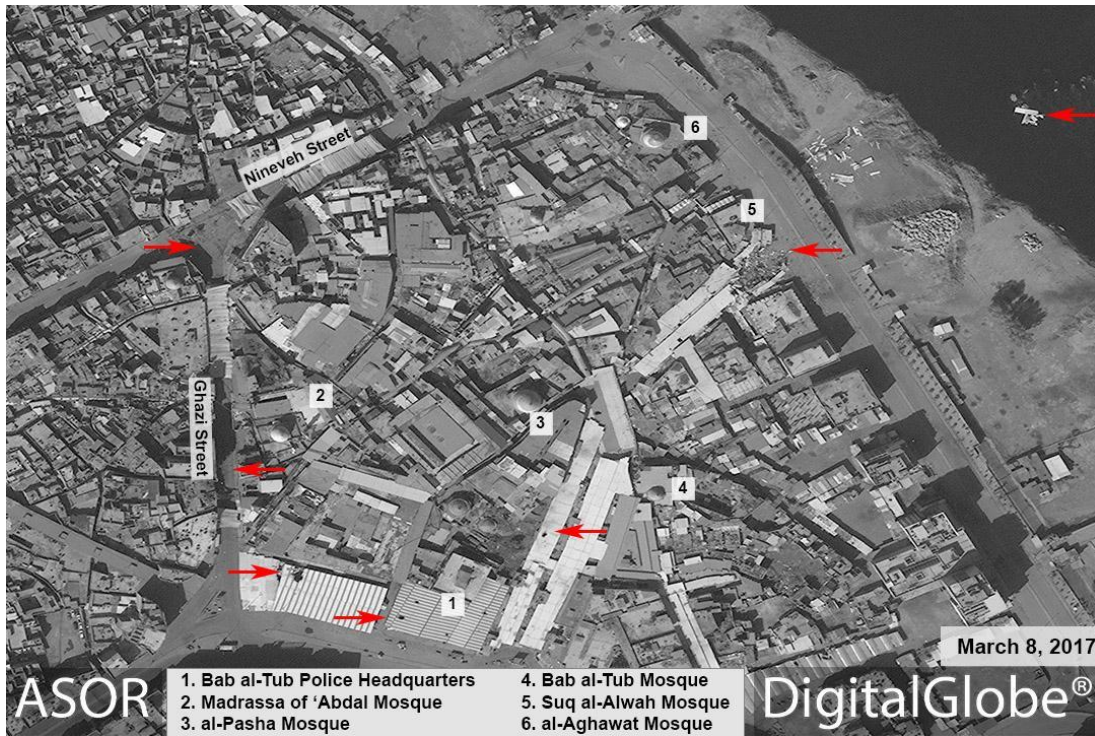 Nineveh Street
6
5
Ghazi Street
2
3
4
1
March 8, 2017
ASOR
1. Bab al-Tub Police Headquarters
2. Madrassa of ‘Abdal Mosque
3. al-Pasha Mosque
4. Bab al-Tub Mosque
5. Suq al-Alwah Mosque
6. al-Aghawat Mosque
DigitalGlobe®